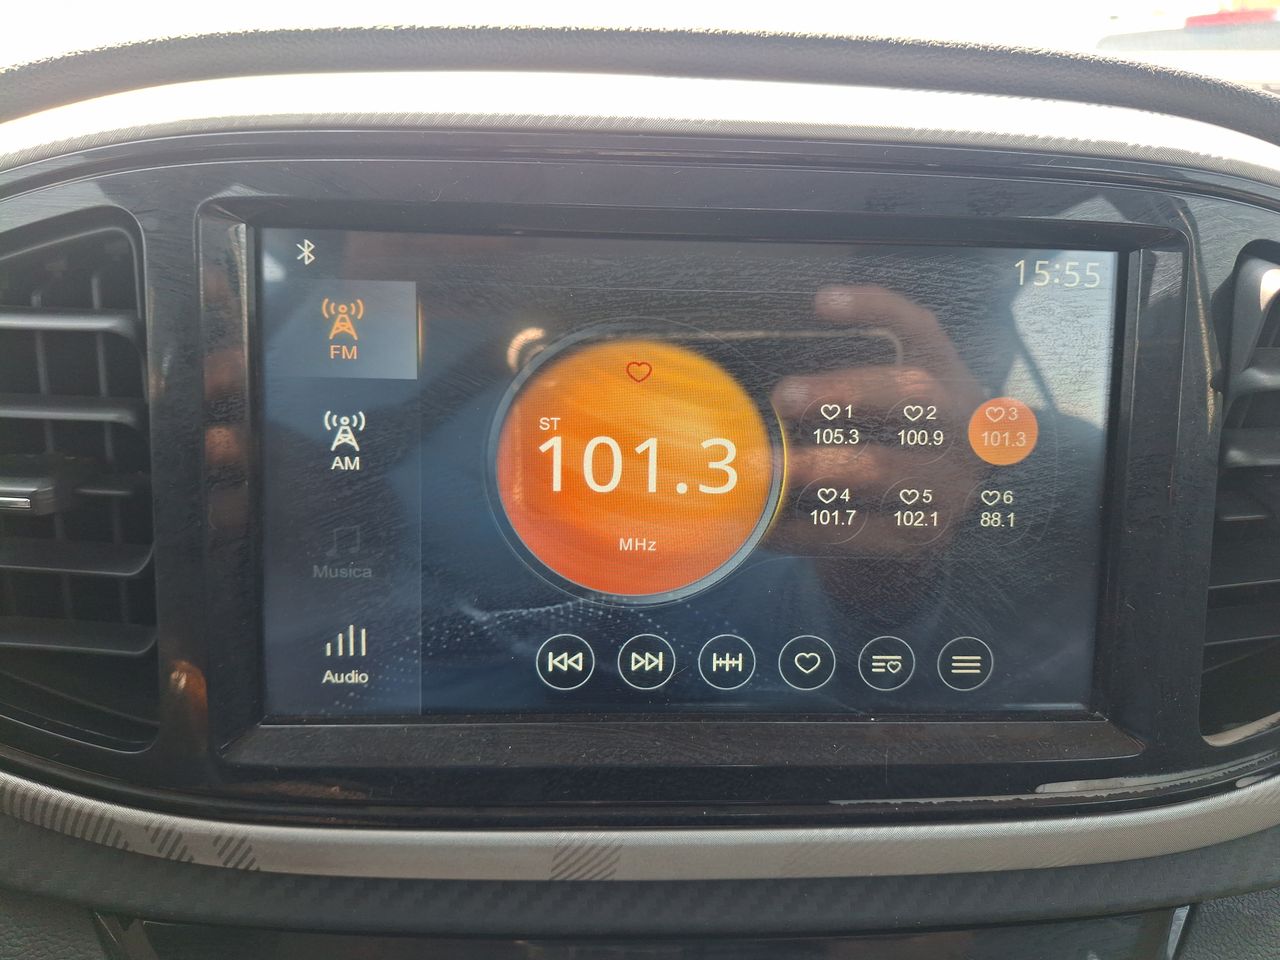 15:55
FM
AM
Musica
Audio
ST
101.3
MHz
1 2 3
105.3 100.9 101.3
4 5 6
101.7 102.1 88.1